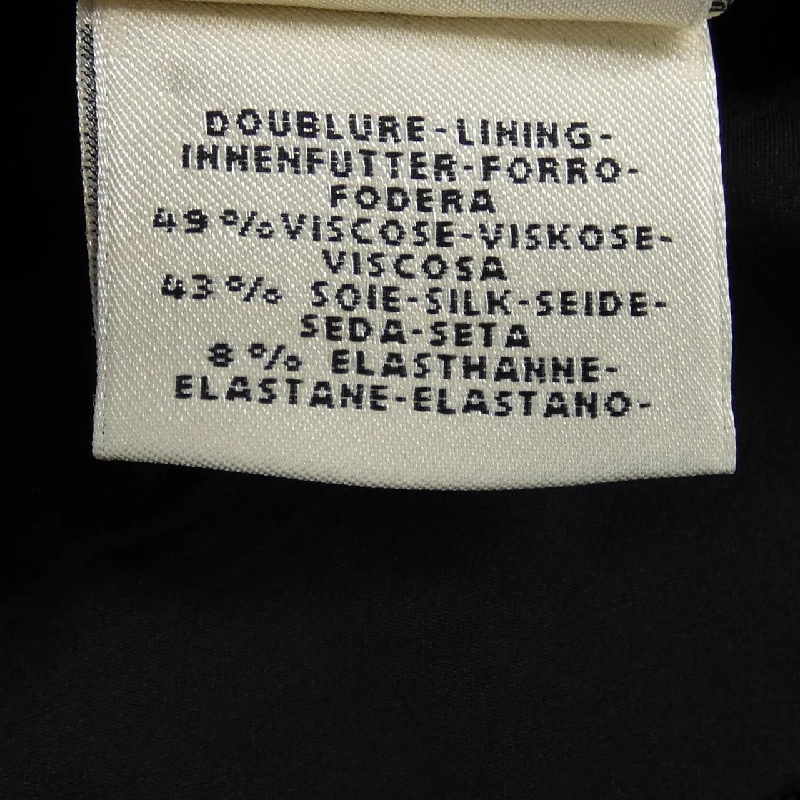 DOUBLURE-LINING-
INNENFUTTER-FORRO-
FODERA
49 % VISCOSE-VISKOSE-
VISCOSA
43 % SOIE-SILK-SEIDE-
SEDA-SETA
8 % ELASTHANNE-
ELASTANE-ELASTANO-